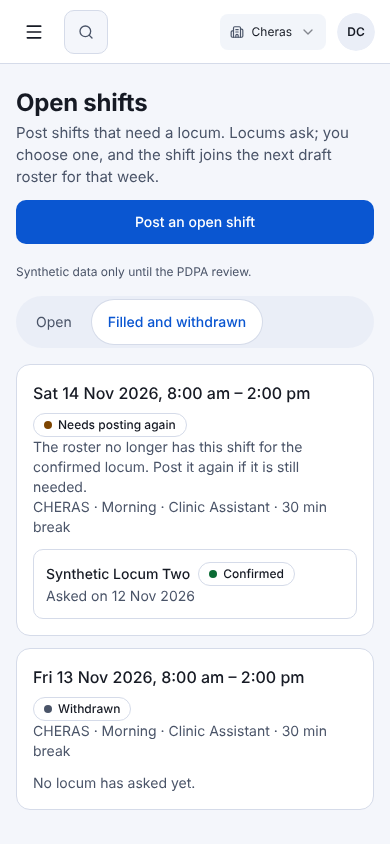 Cheras
DC
Open shifts
Post shifts that need a locum. Locums ask; you
choose one, and the shift joins the next draft
roster for that week.
Post an open shift
Synthetic data only until the PDPA review.
Open
Filled and withdrawn
Sat 14 Nov 2026, 8:00 am – 2:00 pm
Needs posting again
The roster no longer has this shift for the
confirmed locum. Post it again if it is still
needed.
CHERAS · Morning · Clinic Assistant · 30 min
break
Synthetic Locum Two
Confirmed
Asked on 12 Nov 2026
Fri 13 Nov 2026, 8:00 am – 2:00 pm
Withdrawn
CHERAS · Morning · Clinic Assistant · 30 min
break
No locum has asked yet.